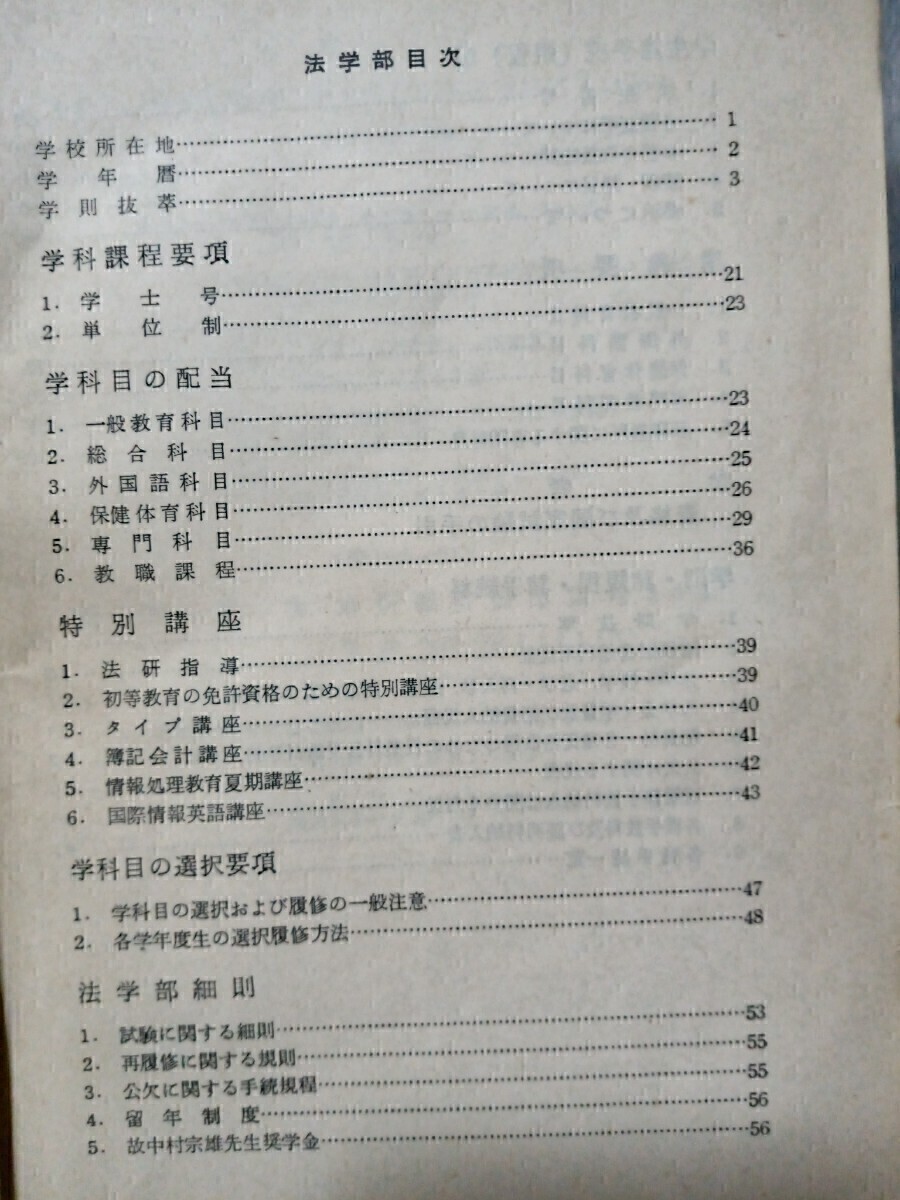 法学部目次
学校所在地……1
学年暦……2
学則抜萃……3
学科課程要項
1. 学士号……21
2. 単位制……23
学科目の配当
1. 一般教育科目……23
2. 総合科目……24
3. 外国語科目……25
4. 保健体育科目……26
5. 専門科目……29
6. 教職課程……36
特別講座
1. 法研指導……39
2. 初等教育の免許資格のための特別講座……39
3. タイプ講座……40
4. 簿記会計講座……41
5. 情報処理教育夏期講座……42
6. 国際情報英語講座……43
学科目の選択要項
1. 学科目の選択および履修の一般注意……47
2. 各学年度生の選択履修方法……48
法学部細則
1. 試験に関する細則……53
2. 再履修に関する規則……55
3. 公欠に関する手続規程……55
4. 留年制度……56
5. 故中村宗雄先生奨学金……56